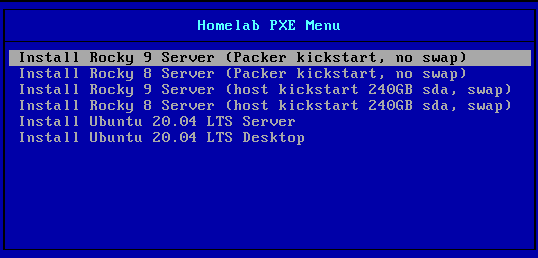 Homelab PXE Menu
Install Rocky 9 Server (Packer kickstart, no swap)
Install Rocky 8 Server (Packer kickstart, no swap)
Install Rocky 9 Server (host kickstart 240GB sda, swap)
Install Rocky 8 Server (host kickstart 240GB sda, swap)
Install Ubuntu 20.04 LTS Server
Install Ubuntu 20.04 LTS Desktop